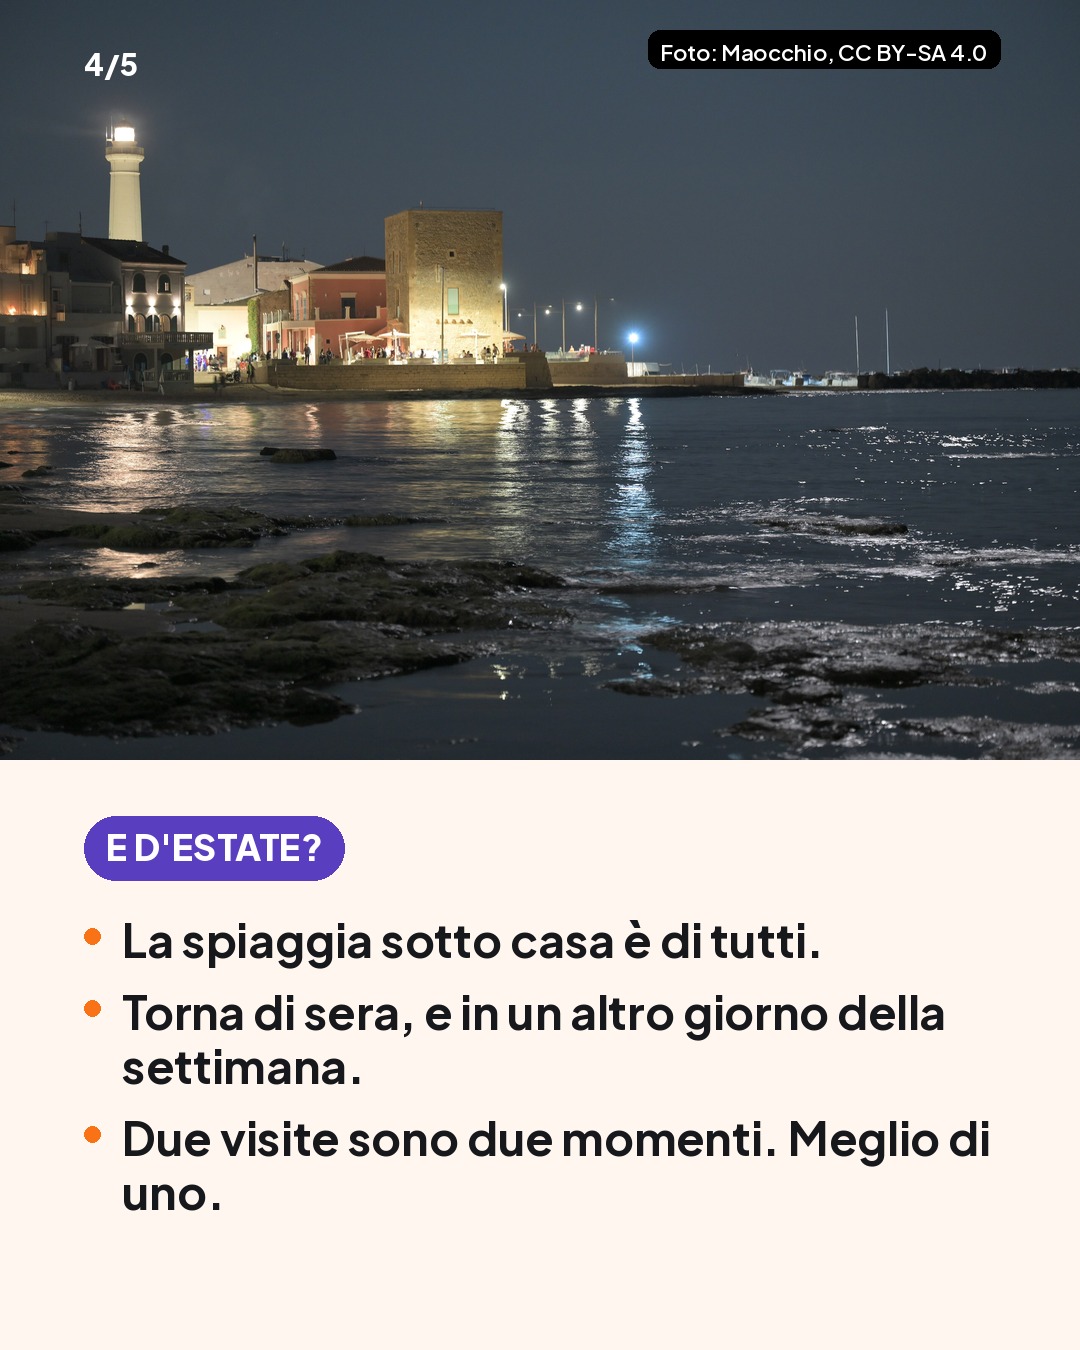 4/5
Foto: Maocchio, CC BY-SA 4.0
E D'ESTATE?
La spiaggia sotto casa è di tutti.
Torna di sera, e in un altro giorno della
settimana.
Due visite sono due momenti. Meglio di
uno.